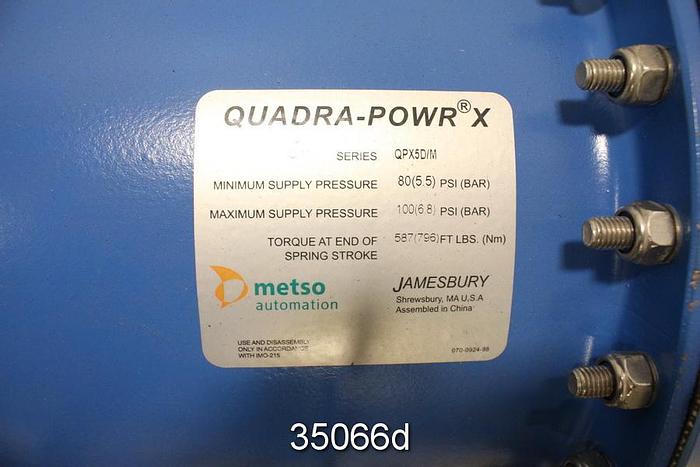 QUADRA-POWR® X
SERIES QPX5D/M
MINIMUM SUPPLY PRESSURE 80(5.5) PSI (BAR)
MAXIMUM SUPPLY PRESSURE 100(6.8) PSI (BAR)
TORQUE AT END OF SPRING STROKE 587(796) FT LBS. (Nm)
metso
automation
JAMESBURY
Shrewsbury, MA U.S.A
Assembled in China
USE AND DISASSEMBLY
ONLY IN ACCORDANCE
WITH IMO-215
070-0924-98
35066d